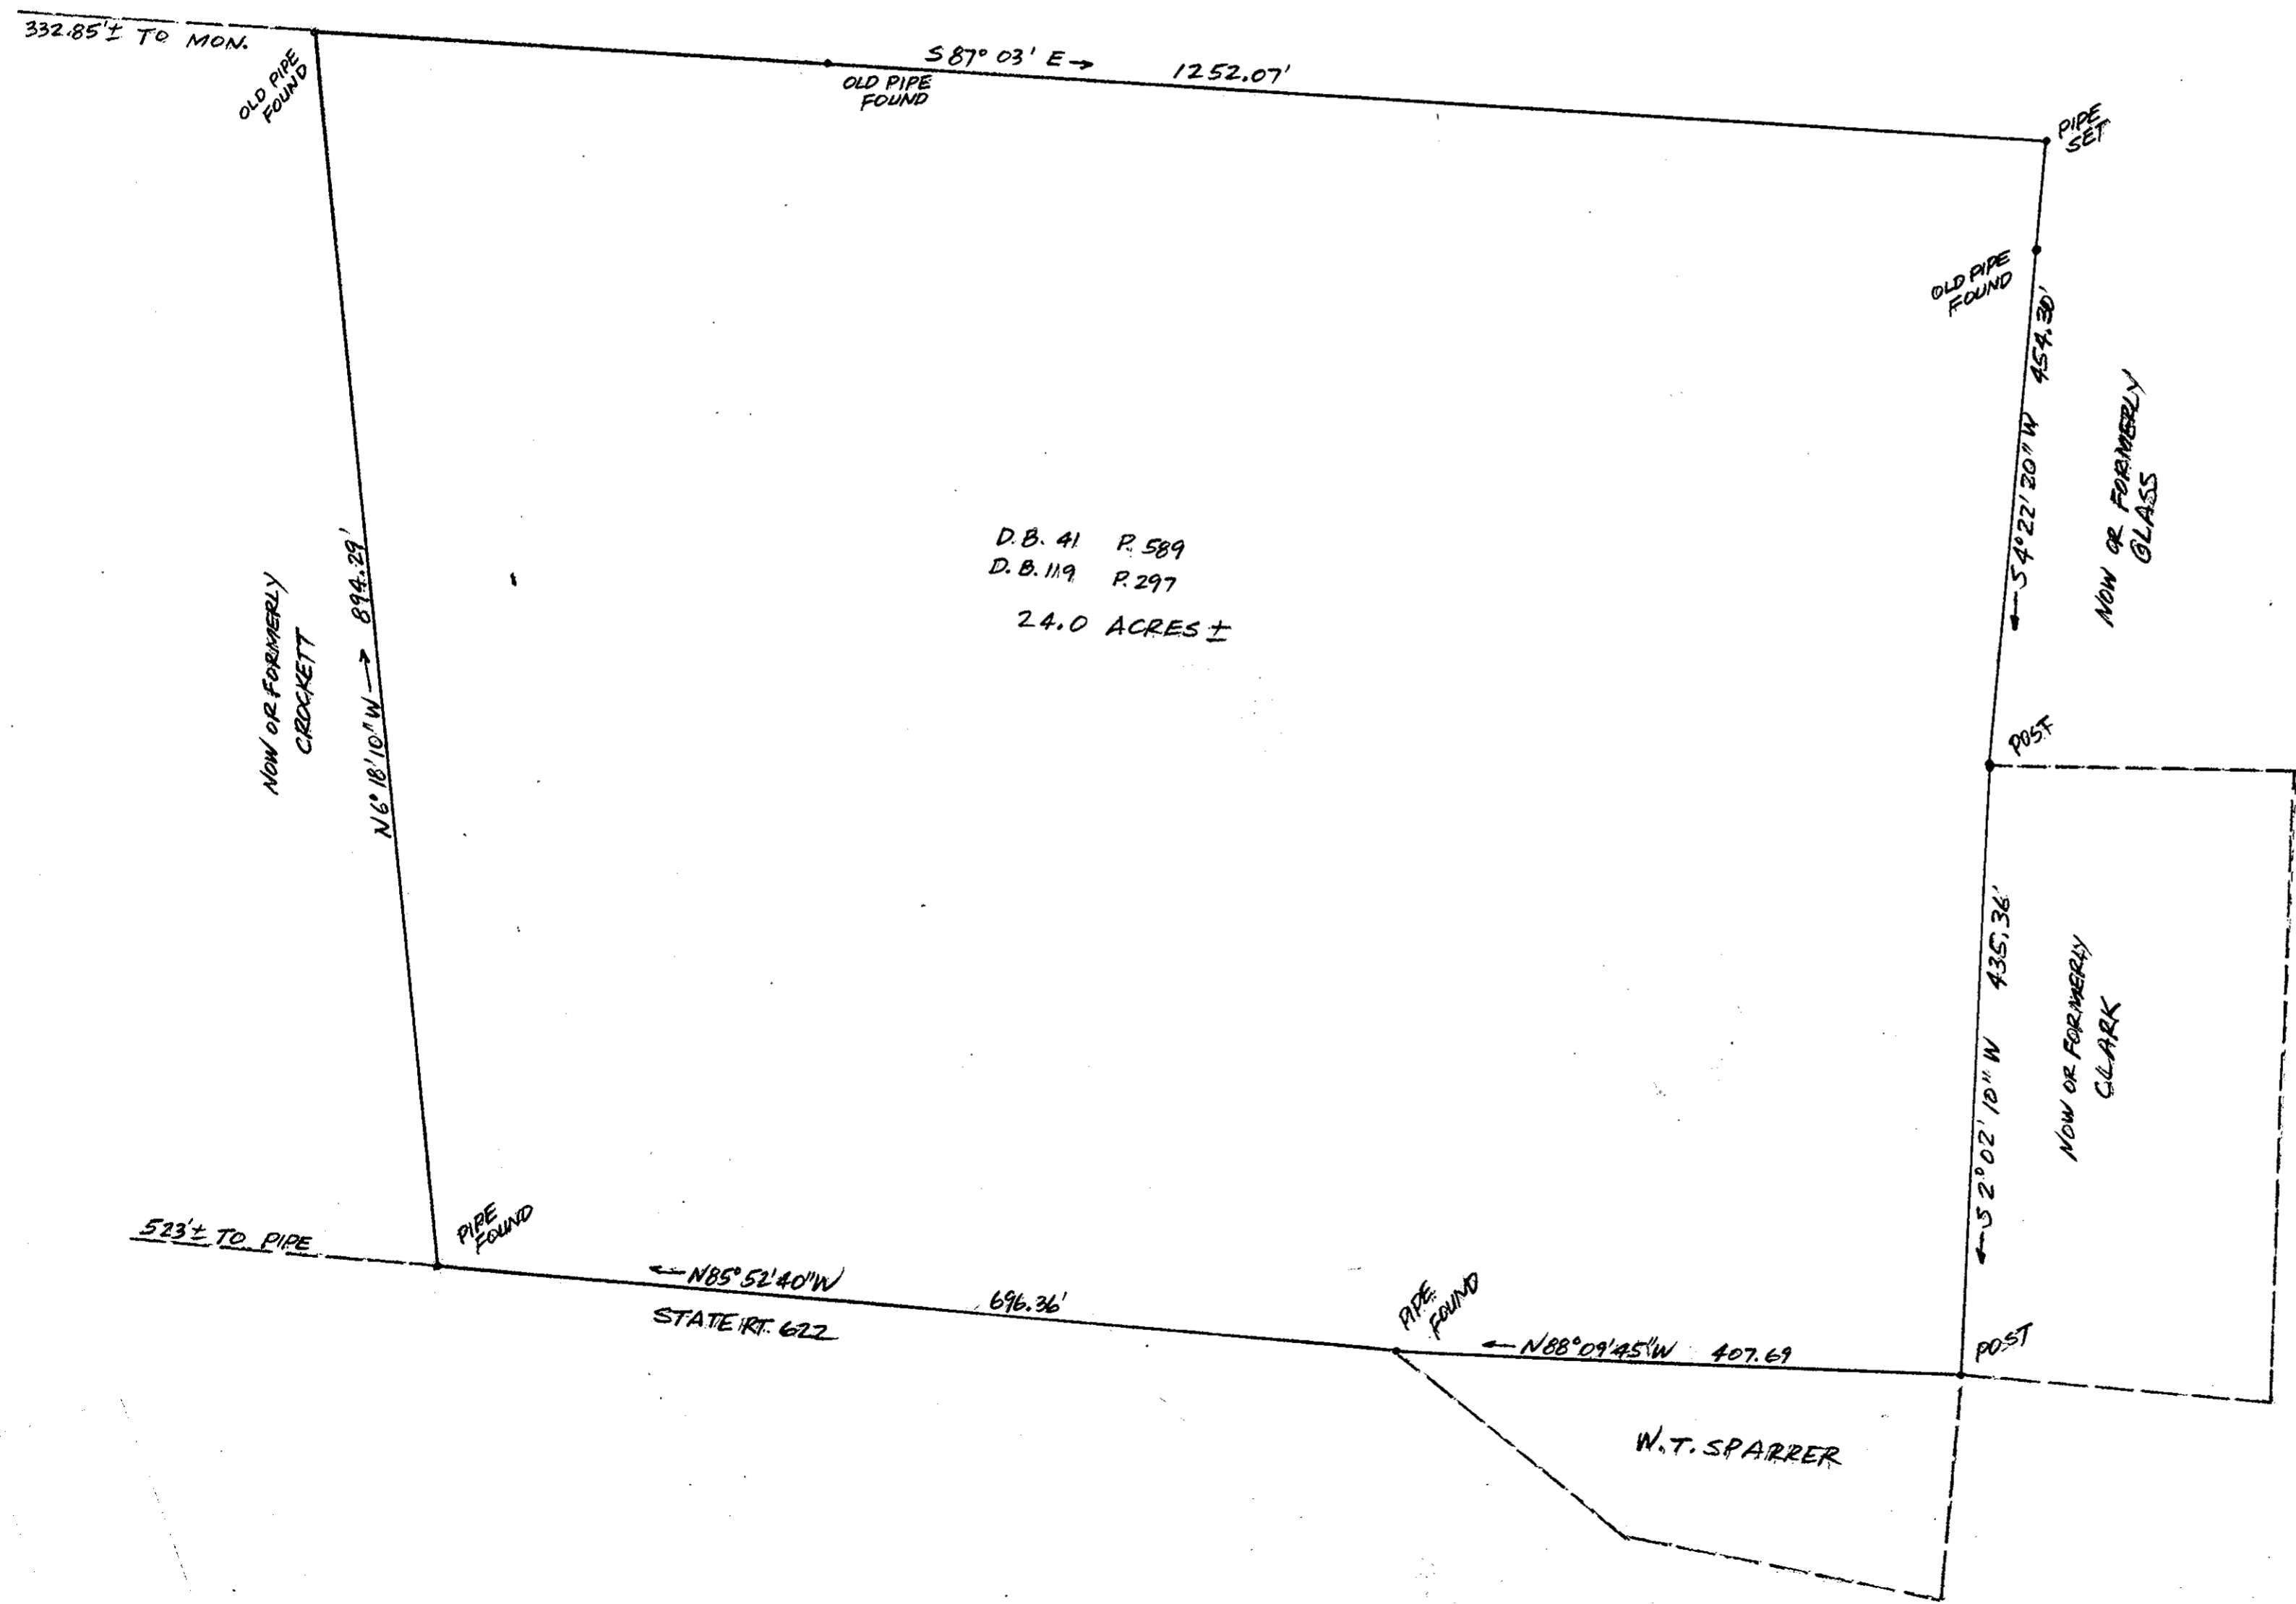 332.85'± TO MON.
OLD PIPE
FOUND
S 87° 03' E → 1252.07'
OLD PIPE
FOUND
PIPE
SET
OLD PIPE
FOUND
← S 4° 22' 20" W 454.30'
NOW OR FORMERLY
GLASS
D.B. 41 P. 589
D.B. 119 P. 297
24.0 ACRES ±
NOW OR FORMERLY
CROCKETT
N 6° 18' 10" W → 894.29'
POST
← S 2° 02' 10" W 435.36'
NOW OR FORMERLY
CLARK
523'± TO PIPE
PIPE
FOUND
← N 85° 52' 40" W 696.36'
STATE RT. 622
PIPE
FOUND
← N 88° 09' 45" W 407.69
POST
W.T. SPARRER